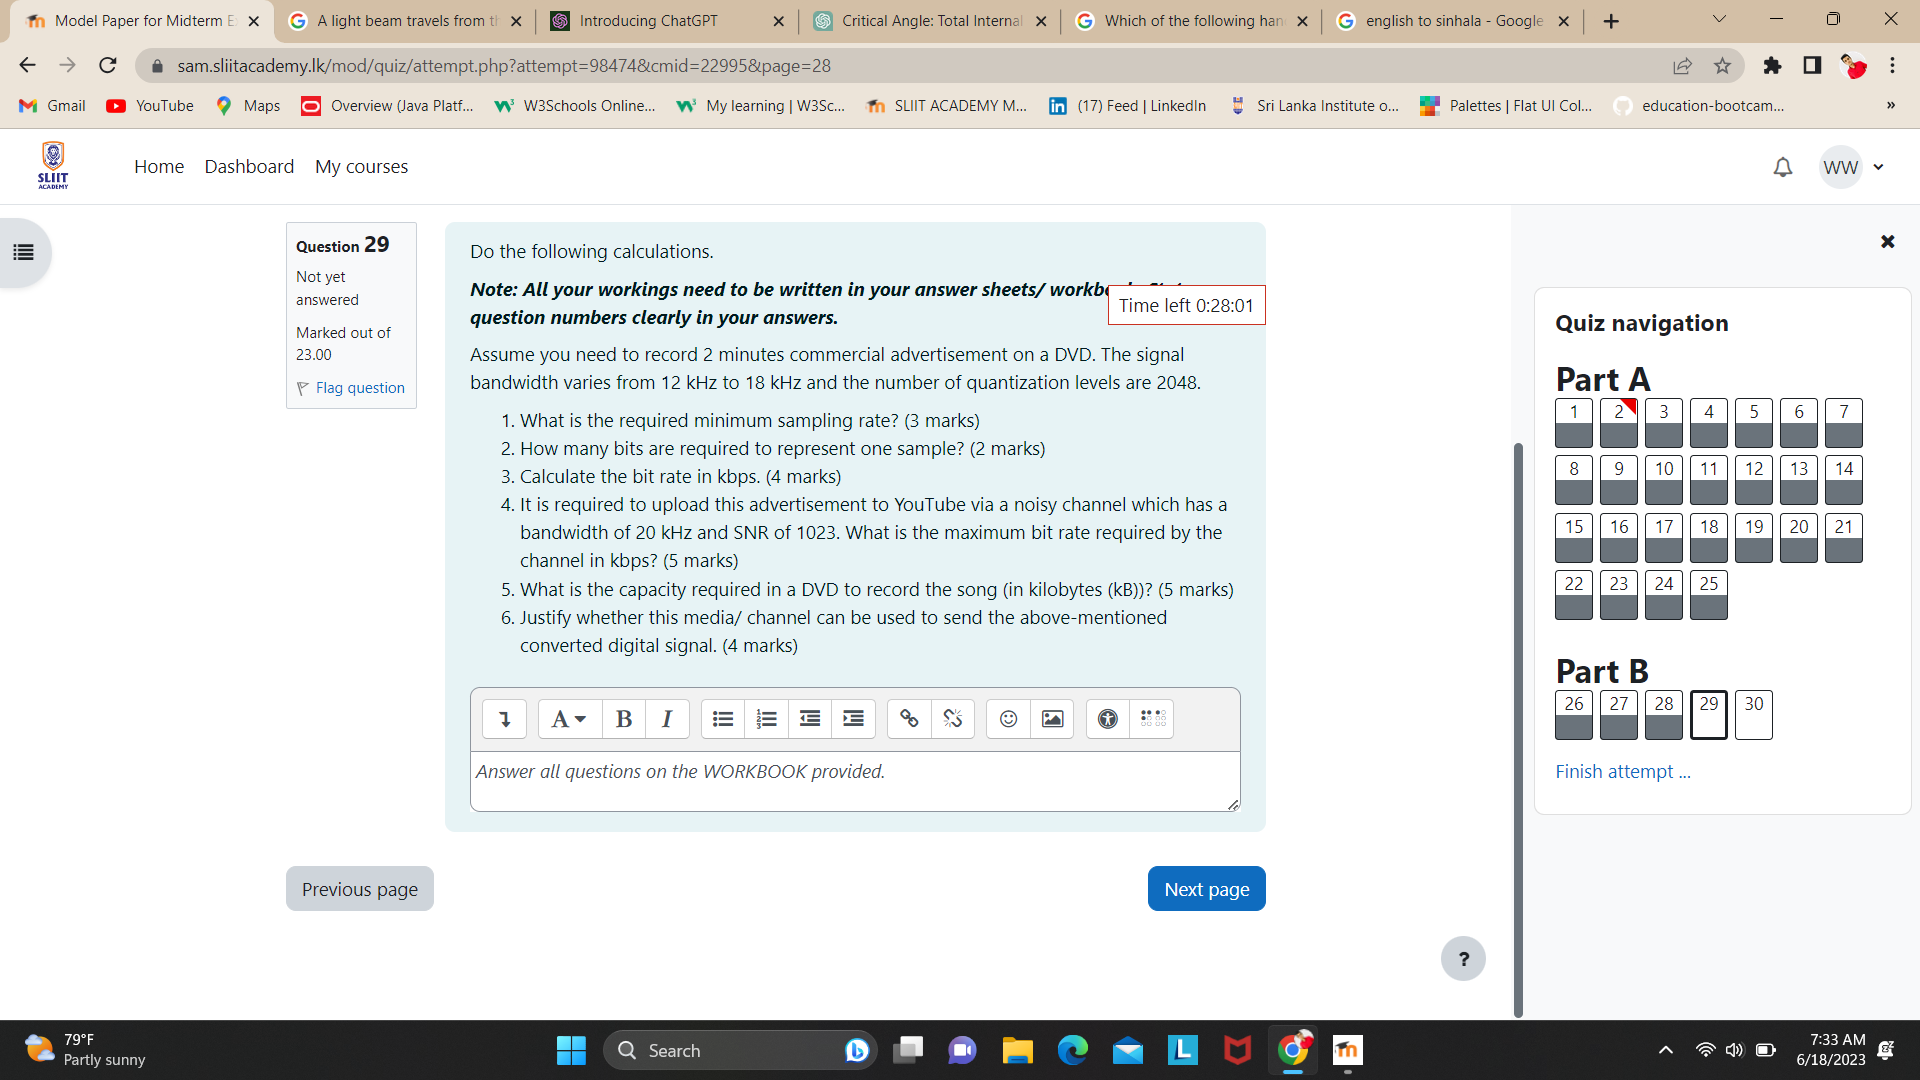 Model Paper for Midterm E
A light beam travels from th
Introducing ChatGPT
Critical Angle: Total Internal
Which of the following han
english to sinhala - Google
sam.sliitacademy.lk/mod/quiz/attempt.php?attempt=98474&cmid=22995&page=28
Gmail
YouTube
Maps
Overview (Java Platf...
W3Schools Online...
My learning | W3Sc...
SLIIT ACADEMY M...
(17) Feed | LinkedIn
Sri Lanka Institute o...
Palettes | Flat UI Col...
education-bootcam...
»
SLIIT
ACADEMY
Home
Dashboard
My courses
WW
Question 29
Not yet
answered
Marked out of
23.00
Flag question
Do the following calculations.
Note: All your workings need to be written in your answer sheets/
question numbers clearly in your answers.
Time left 0:28:01
Assume you need to record 2 minutes commercial advertisement on a DVD. The signal
bandwidth varies from 12 kHz to 18 kHz and the number of quantization levels are 2048.
1. What is the required minimum sampling rate? (3 marks)
2. How many bits are required to represent one sample? (2 marks)
3. Calculate the bit rate in kbps. (4 marks)
4. It is required to upload this advertisement to YouTube via a noisy channel which has a
bandwidth of 20 kHz and SNR of 1023. What is the maximum bit rate required by the
channel in kbps? (5 marks)
5. What is the capacity required in a DVD to record the song (in kilobytes (kB))? (5 marks)
6. Justify whether this media/ channel can be used to send the above-mentioned
converted digital signal. (4 marks)
A B I
Answer all questions on the WORKBOOK provided.
Previous page
Next page
?
Quiz navigation
Part A
1 2 3 4 5 6 7
8 9 10 11 12 13 14
15 16 17 18 19 20 21
22 23 24 25
Part B
26 27 28 29 30
Finish attempt ...
79°F
Partly sunny
Search
L
7:33 AM
6/18/2023